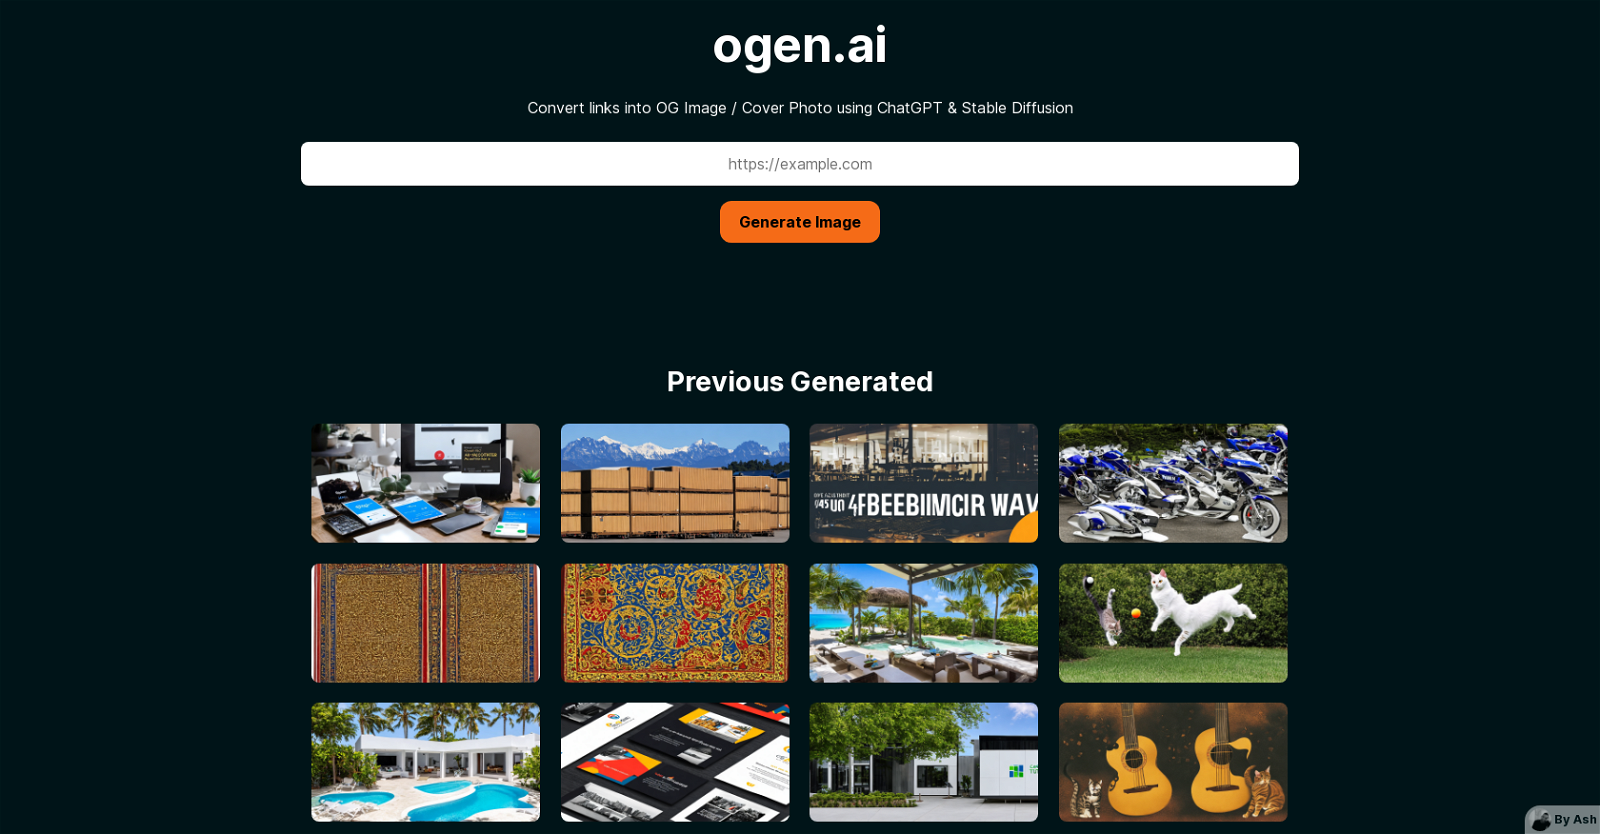 ogen.ai
Convert links into OG Image / Cover Photo using ChatGPT & Stable Diffusion
https://example.com
Generate Image
Previous Generated
4FBEEBIIMCIR WAV
By Ash